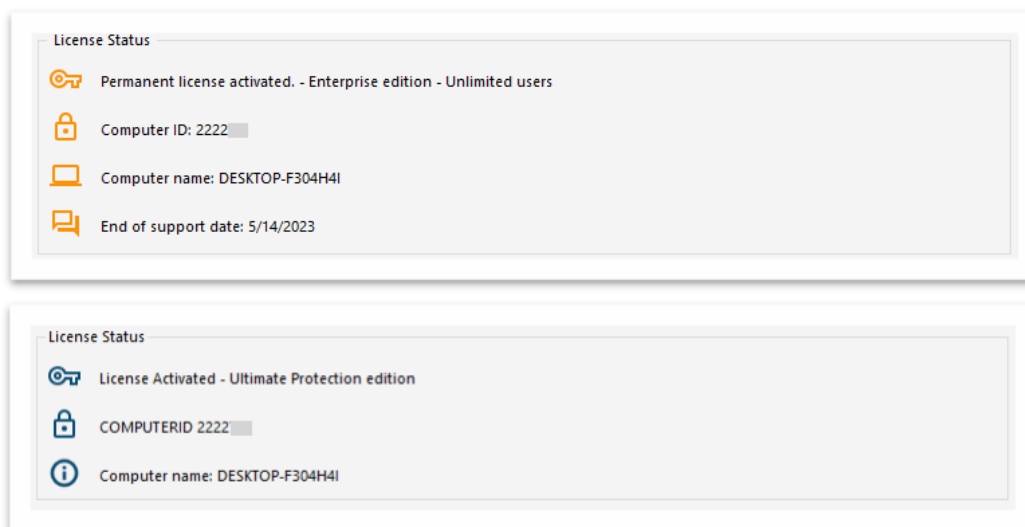 License Status
Permanent license activated. - Enterprise edition - Unlimited users
Computer ID: 2222
Computer name: DESKTOP-F304H4I
End of support date: 5/14/2023
License Status
License Activated - Ultimate Protection edition
COMPUTERID 2222
Computer name: DESKTOP-F304H4I